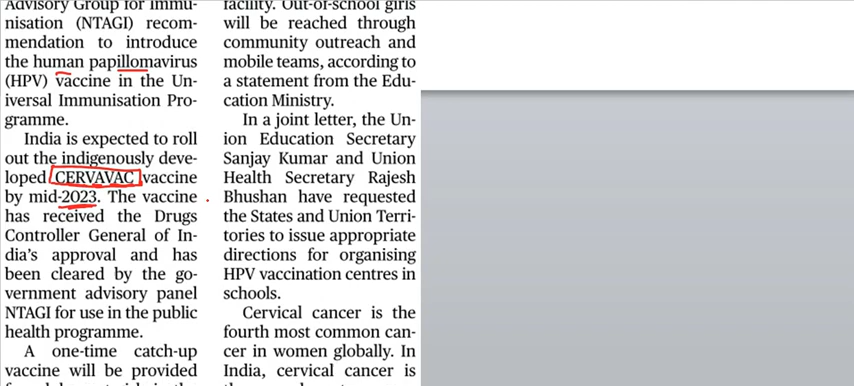 Advisory Group for Immu-
nisation (NTAGI) recom-
mendation to introduce
the human papillomavirus
(HPV) vaccine in the Un-
iversal Immunisation Pro-
gramme.
India is expected to roll
out the indigenously deve-
loped CERVAVAC vaccine
by mid-2023. The vaccine
has received the Drugs
Controller General of In-
dia's approval and has
been cleared by the go-
vernment advisory panel
NTAGI for use in the public
health programme.
A one-time catch-up
vaccine will be provided
facility. Out-of-school girls
will be reached through
community outreach and
mobile teams, according to
a statement from the Edu-
cation Ministry.
In a joint letter, the Un-
ion Education Secretary
Sanjay Kumar and Union
Health Secretary Rajesh
Bhushan have requested
the States and Union Terri-
tories to issue appropriate
directions for organising
HPV vaccination centres in
schools.
Cervical cancer is the
fourth most common can-
cer in women globally. In
India, cervical cancer is